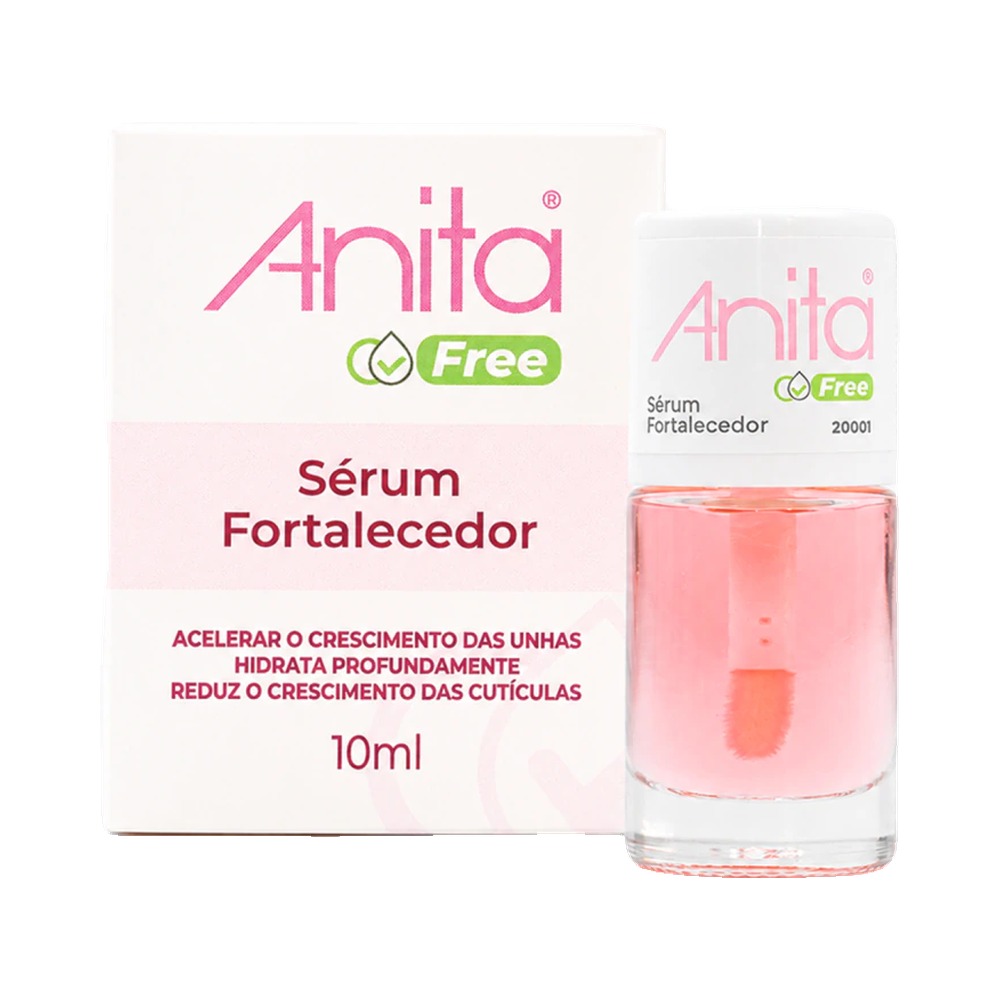 Anita®
Free
Sérum
Fortalecedor
ACELERAR O CRESCIMENTO DAS UNHAS
HIDRATA PROFUNDAMENTE
REDUZ O CRESCIMENTO DAS CUTÍCULAS
10ml
Anita®
Free
Sérum
Fortalecedor 20001